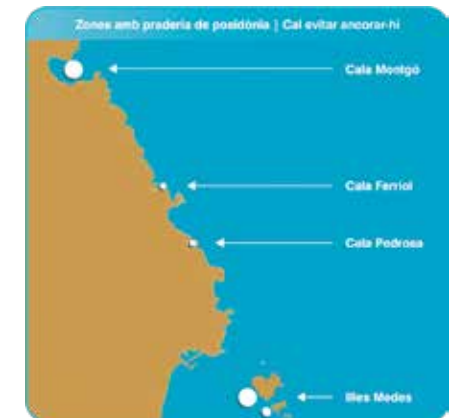 Zones amb praderia de posidònia | Cal evitar ancorar-hi
Cala Montgó
Cala Ferriol
Cala Pedrosa
Illes Medes